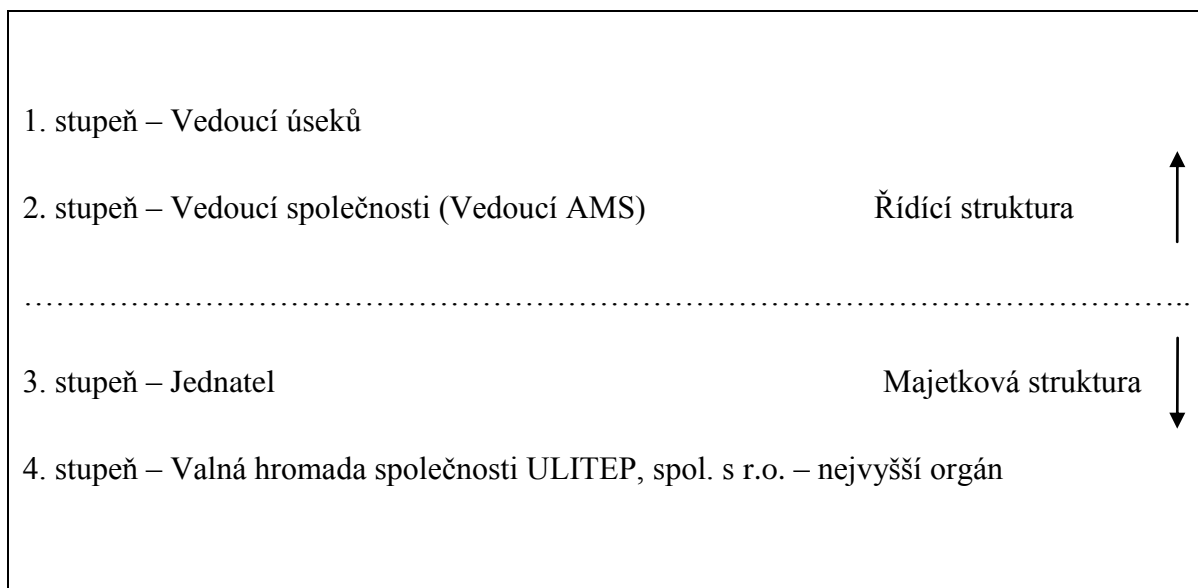 1. stupeň – Vedoucí úseků
2. stupeň – Vedoucí společnosti (Vedoucí AMS) Řídící struktura
……………………………………………………………………………………………..
3. stupeň – Jednatel Majetková struktura
4. stupeň – Valná hromada společnosti ULITEP, spol. s r.o. – nejvyšší orgán